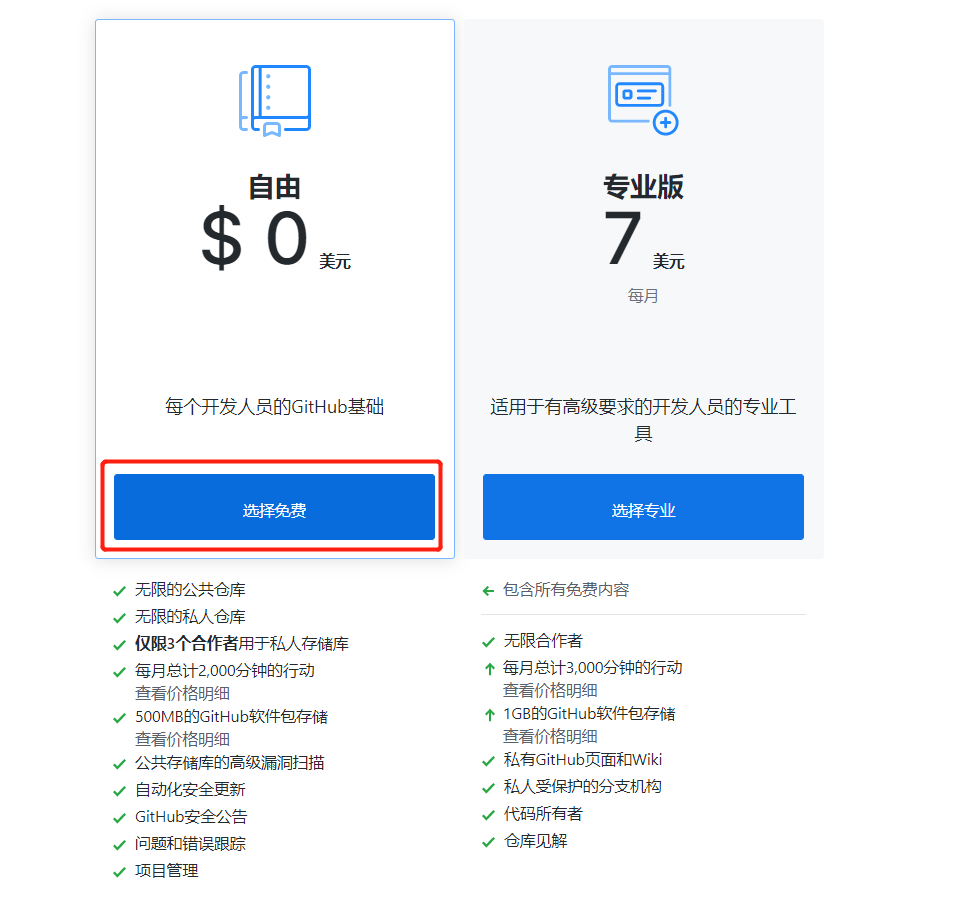 自由
$ 0 美元
每个开发人员的GitHub基础
选择免费
无限的公共仓库
无限的私人仓库
仅限3个合作者用于私人存储库
每月总计2,000分钟的行动
查看价格明细
500MB的GitHub软件包存储
查看价格明细
公共存储库的高级漏洞扫描
自动化安全更新
GitHub安全公告
问题和错误跟踪
项目管理
专业版
7 美元
每月
适用于有高级要求的开发人员的专业工
具
选择专业
包含所有免费内容
无限合作者
每月总计3,000分钟的行动
查看价格明细
1GB的GitHub软件包存储
查看价格明细
私有GitHub页面和Wiki
私人受保护的分支机构
代码所有者
仓库见解